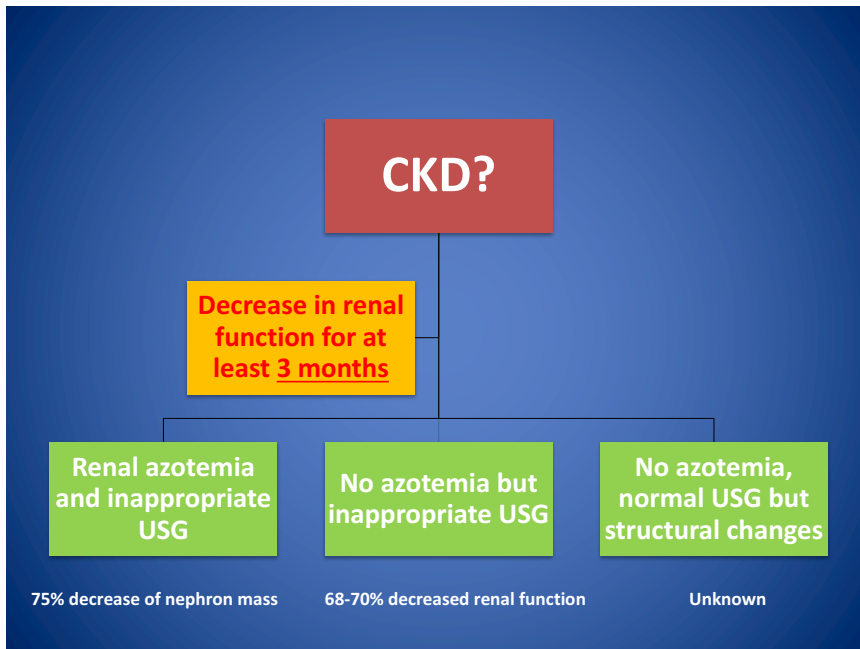 CKD?
Decrease in renal
function for at
least 3 months
Renal azotemia
and inappropriate
USG
No azotemia but
inappropriate USG
No azotemia,
normal USG but
structural changes
75% decrease of nephron mass
68-70% decreased renal function
Unknown